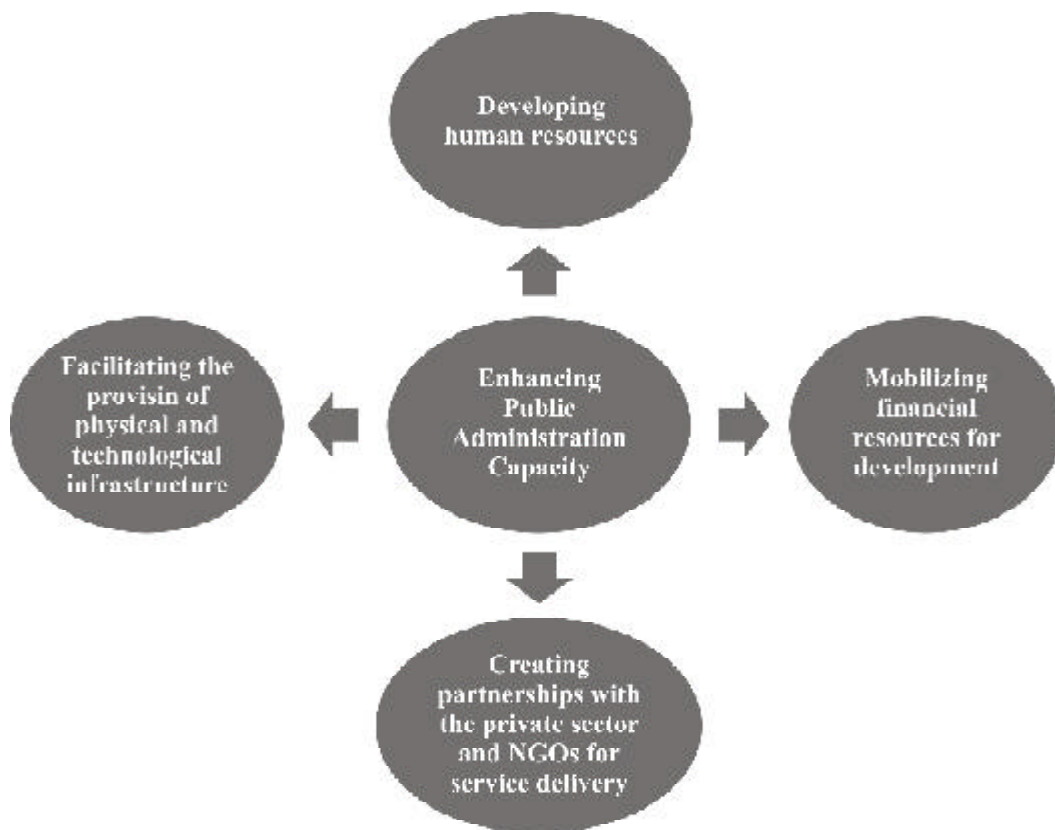 Developing
human resources
Facilitating the
provisin of
physical and
technological
infrastructure
Enhancing
Public
Administration
Capacity
Mobilizing
financial
resources for
development
Creating
partnerships with
the private sector
and NGOs for
service delivery